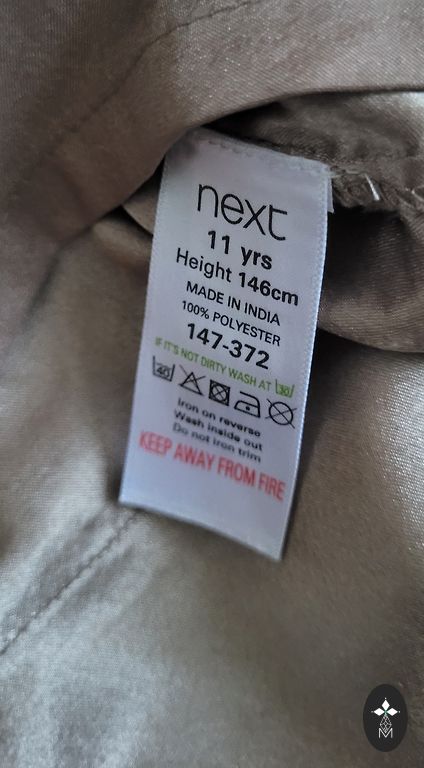 next
11 yrs
Height 146cm
MADE IN INDIA
100% POLYESTER
147-372
IF IT'S NOT DIRTY WASH AT 30
40
Iron on reverse
Wash inside out
Do not iron trim
KEEP AWAY FROM FIRE
M